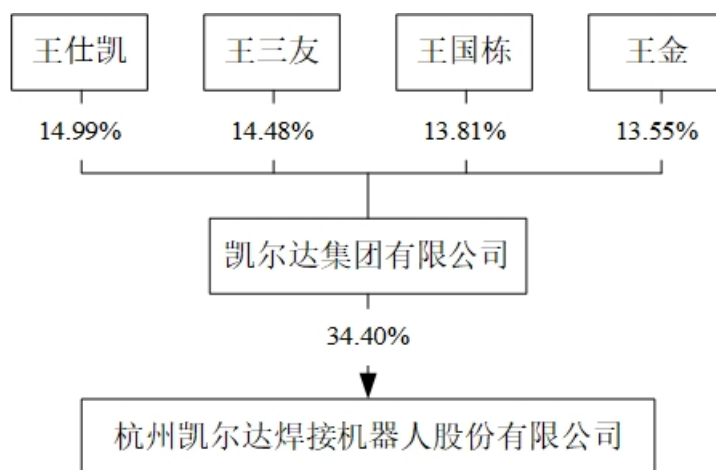 王仕凯 王三友 王国栋 王金
14.99% 14.48% 13.81% 13.55%
凯尔达集团有限公司
34.40%
杭州凯尔达焊接机器人股份有限公司